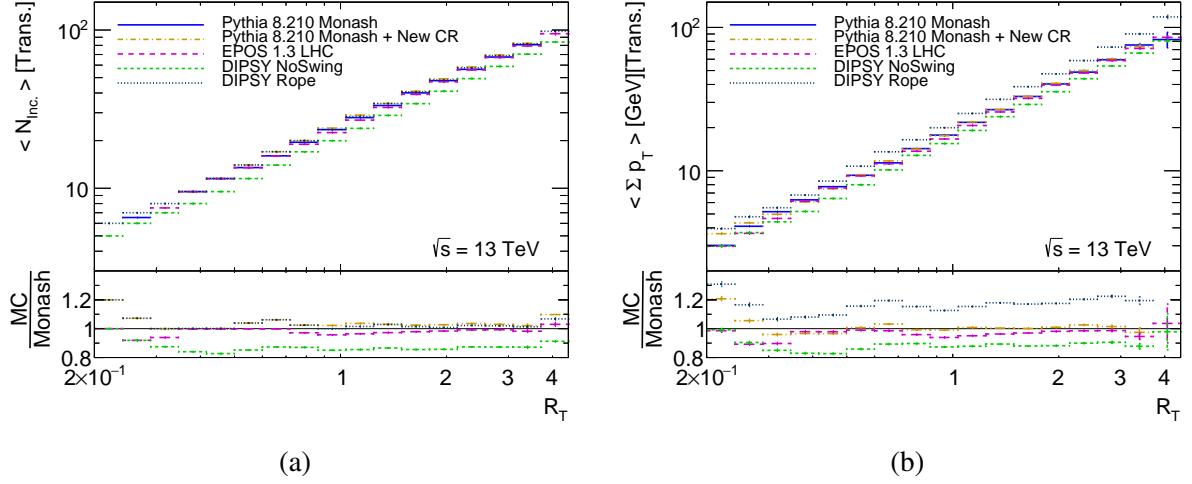 < N_Inc. > [Trans.]
10²
10
Pythia 8.210 Monash
Pythia 8.210 Monash + New CR
EPOS 1.3 LHC
DIPSY NoSwing
DIPSY Rope
√s = 13 TeV
MC
Monash
1.2
1
0.8
2×10⁻¹
1
2
3
4
R_T
(a)
< Σ p_T > [GeV][Trans.]
10²
10
Pythia 8.210 Monash
Pythia 8.210 Monash + New CR
EPOS 1.3 LHC
DIPSY NoSwing
DIPSY Rope
√s = 13 TeV
MC
Monash
1.2
1
0.8
2×10⁻¹
1
2
3
4
R_T
(b)